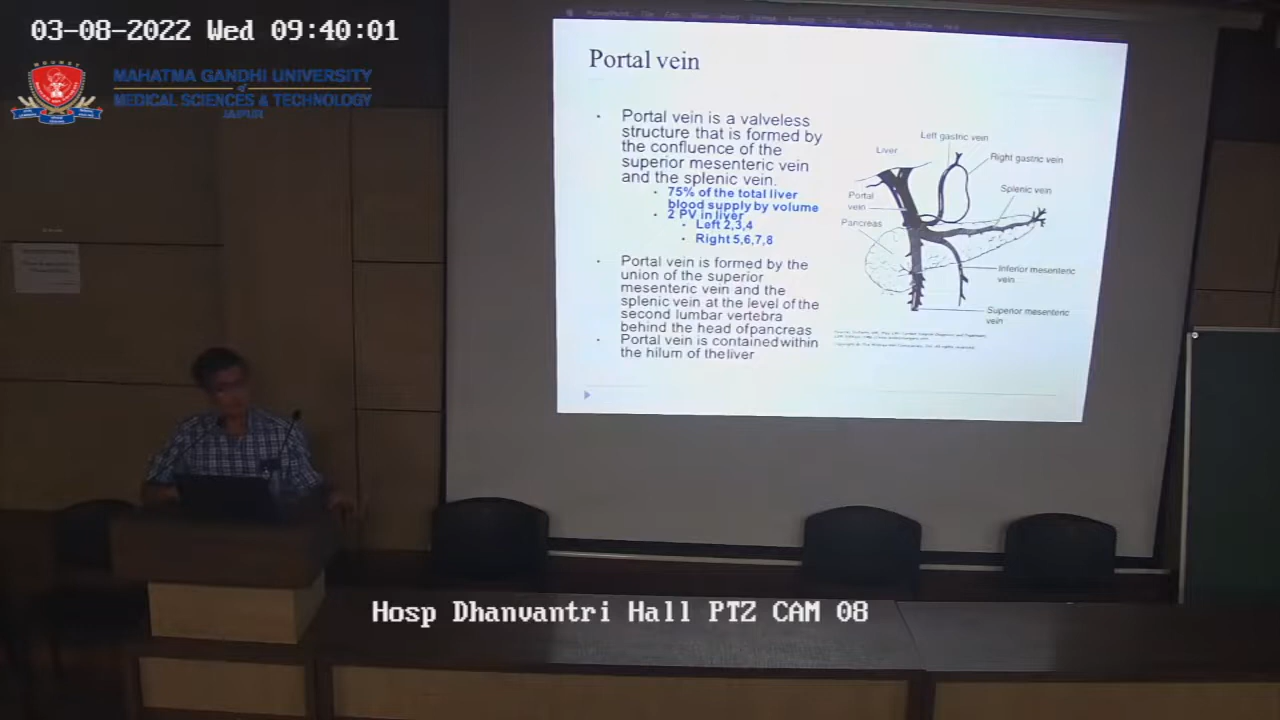 03-08-2022 Wed 09:40:01
MAHATMA GANDHI UNIVERSITY
of
MEDICAL SCIENCES & TECHNOLOGY
JAIPUR
Portal vein
• Portal vein is a valveless
structure that is formed by
the confluence of the
superior mesenteric vein
and the splenic vein.
• 75% of the total liver
blood supply by volume
• 2 PV in liver
• Left 2,3,4
• Right 5,6,7,8
• Portal vein is formed by the
union of the superior
mesenteric vein and the
splenic vein at the level of the
second lumbar vertebra
behind the head of pancreas
• Portal vein is contained within
the hilum of the liver
Left gastric vein
Liver
Right gastric vein
Portal
vein
Splenic vein
Pancreas
Inferior mesenteric
vein
Superior mesenteric
vein
Hosp Dhanvantri Hall PTZ CAM 08